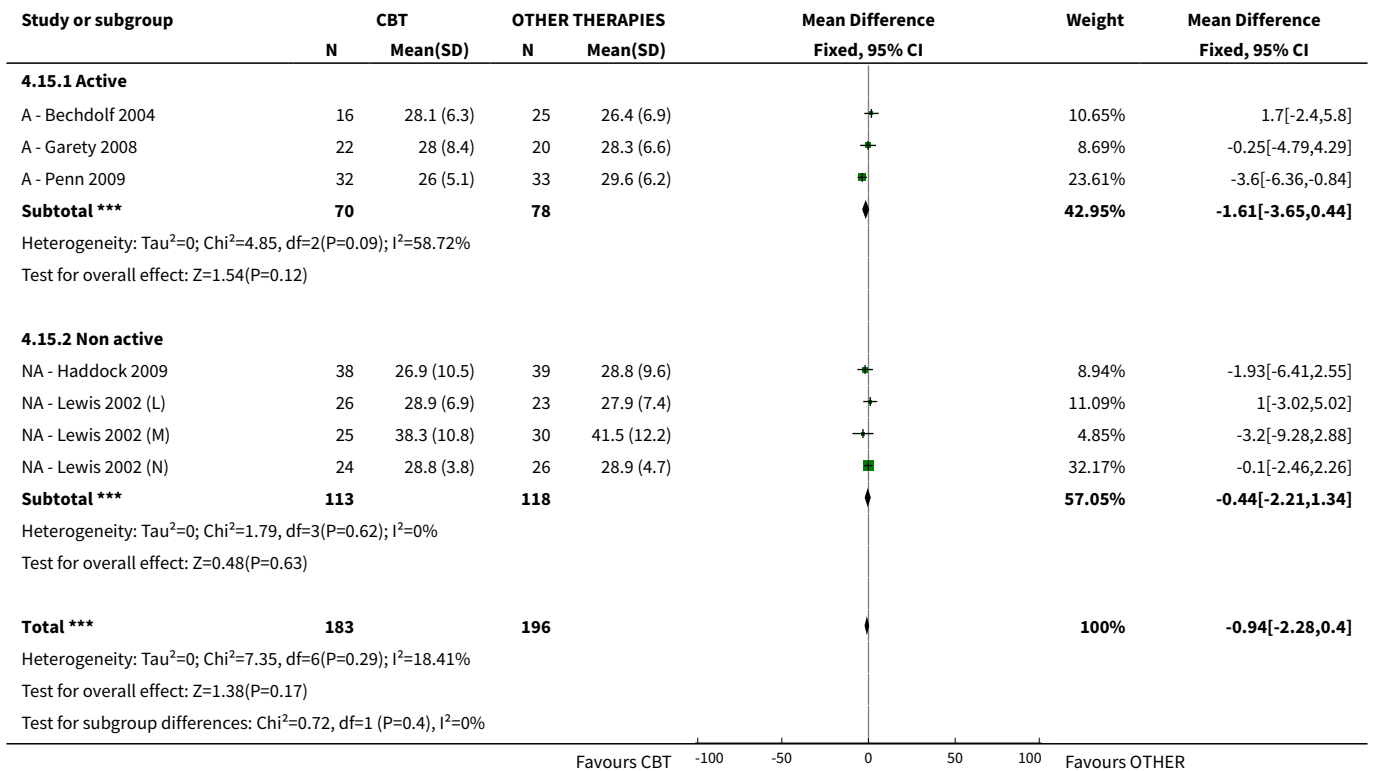 Study or subgroup CBT OTHER THERAPIES Mean Difference Weight Mean Difference
N Mean(SD) N Mean(SD) Fixed, 95% CI Fixed, 95% CI
4.15.1 Active
A - Bechdolf 2004 16 28.1 (6.3) 25 26.4 (6.9) 10.65% 1.7[-2.4,5.8]
A - Garety 2008 22 28 (8.4) 20 28.3 (6.6) 8.69% -0.25[-4.79,4.29]
A - Penn 2009 32 26 (5.1) 33 29.6 (6.2) 23.61% -3.6[-6.36,-0.84]
Subtotal *** 70 78 42.95% -1.61[-3.65,0.44]
Heterogeneity: Tau²=0; Chi²=4.85, df=2(P=0.09); I²=58.72%
Test for overall effect: Z=1.54(P=0.12)
4.15.2 Non active
NA - Haddock 2009 38 26.9 (10.5) 39 28.8 (9.6) 8.94% -1.93[-6.41,2.55]
NA - Lewis 2002 (L) 26 28.9 (6.9) 23 27.9 (7.4) 11.09% 1[-3.02,5.02]
NA - Lewis 2002 (M) 25 38.3 (10.8) 30 41.5 (12.2) 4.85% -3.2[-9.28,2.88]
NA - Lewis 2002 (N) 24 28.8 (3.8) 26 28.9 (4.7) 32.17% -0.1[-2.46,2.26]
Subtotal *** 113 118 57.05% -0.44[-2.21,1.34]
Heterogeneity: Tau²=0; Chi²=1.79, df=3(P=0.62); I²=0%
Test for overall effect: Z=0.48(P=0.63)
Total *** 183 196 100% -0.94[-2.28,0.4]
Heterogeneity: Tau²=0; Chi²=7.35, df=6(P=0.29); I²=18.41%
Test for overall effect: Z=1.38(P=0.17)
Test for subgroup differences: Chi²=0.72, df=1 (P=0.4), I²=0%
Favours CBT -100 -50 0 50 100 Favours OTHER